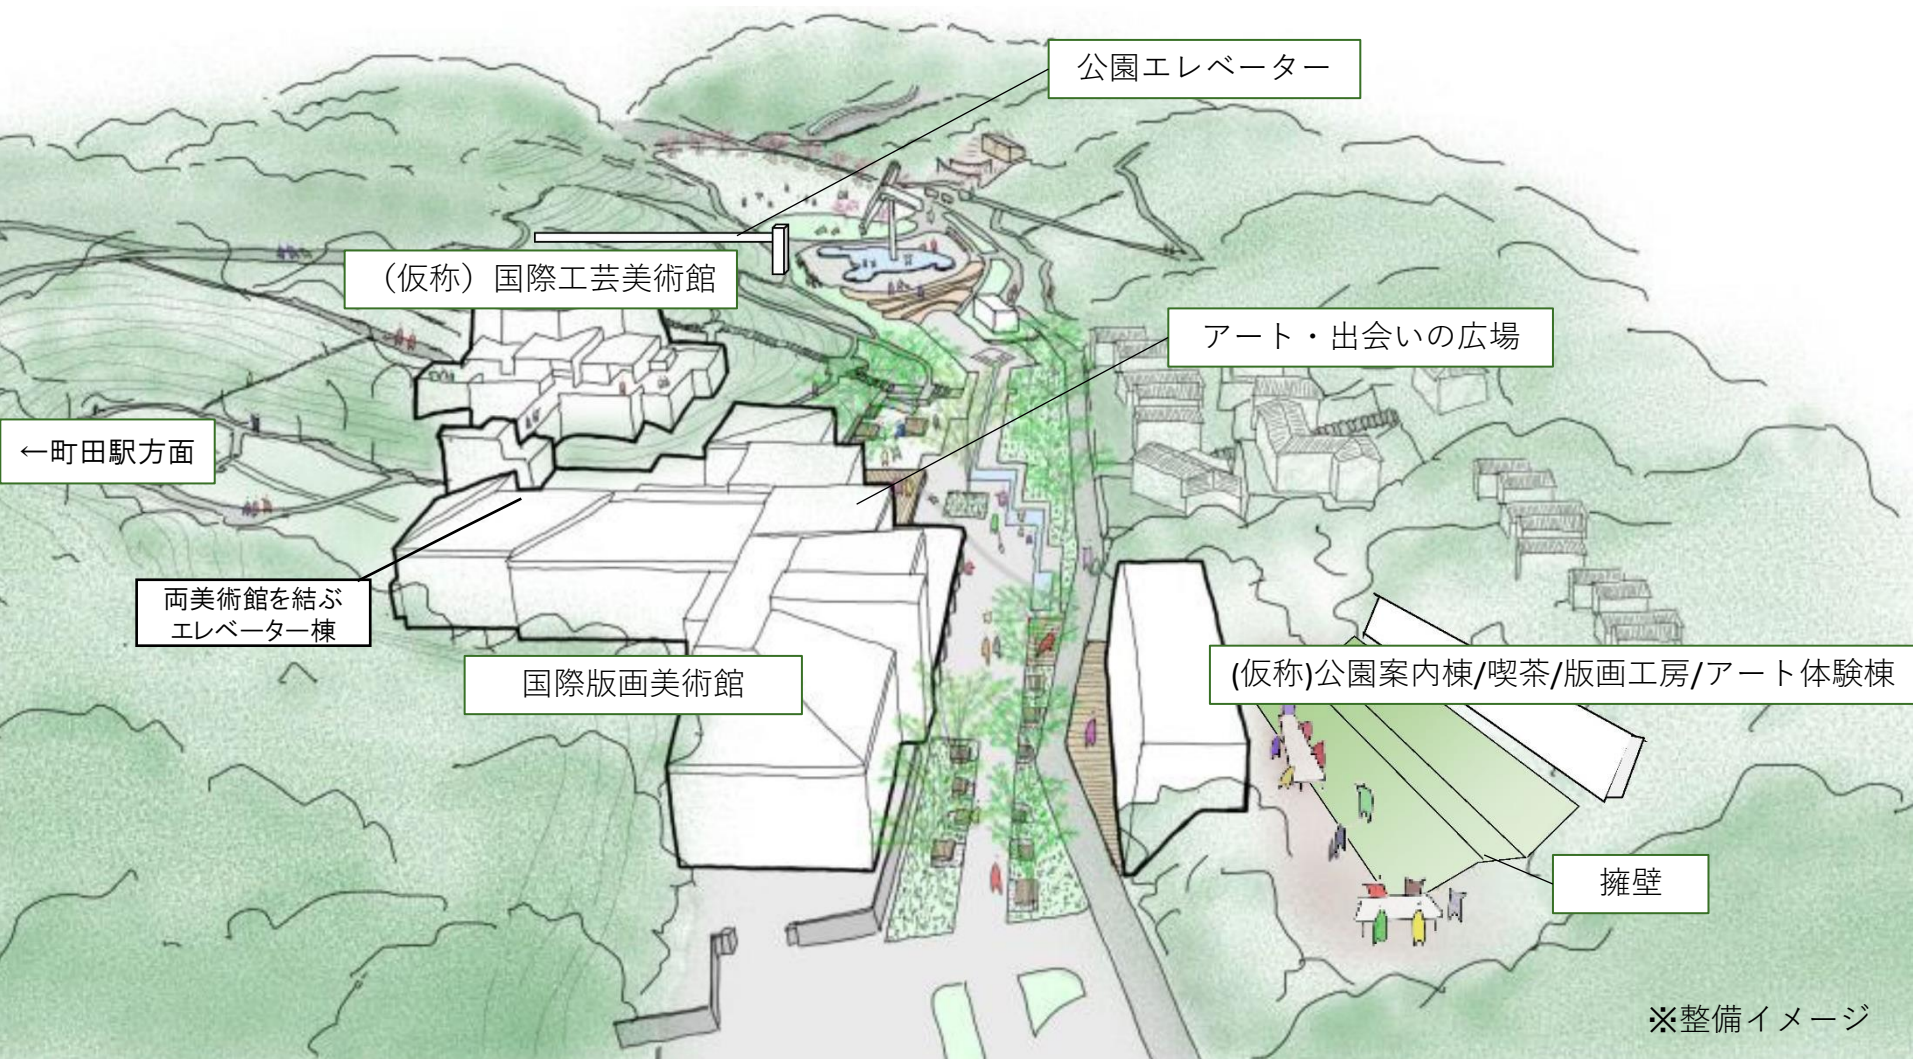 公園エレベーター
（仮称）国際工芸美術館
アート・出会いの広場
←町田駅方面
両美術館を結ぶ
エレベーター棟
国際版画美術館
(仮称)公園案内棟/喫茶/版画工房/アート体験棟
擁壁
※整備イメージ